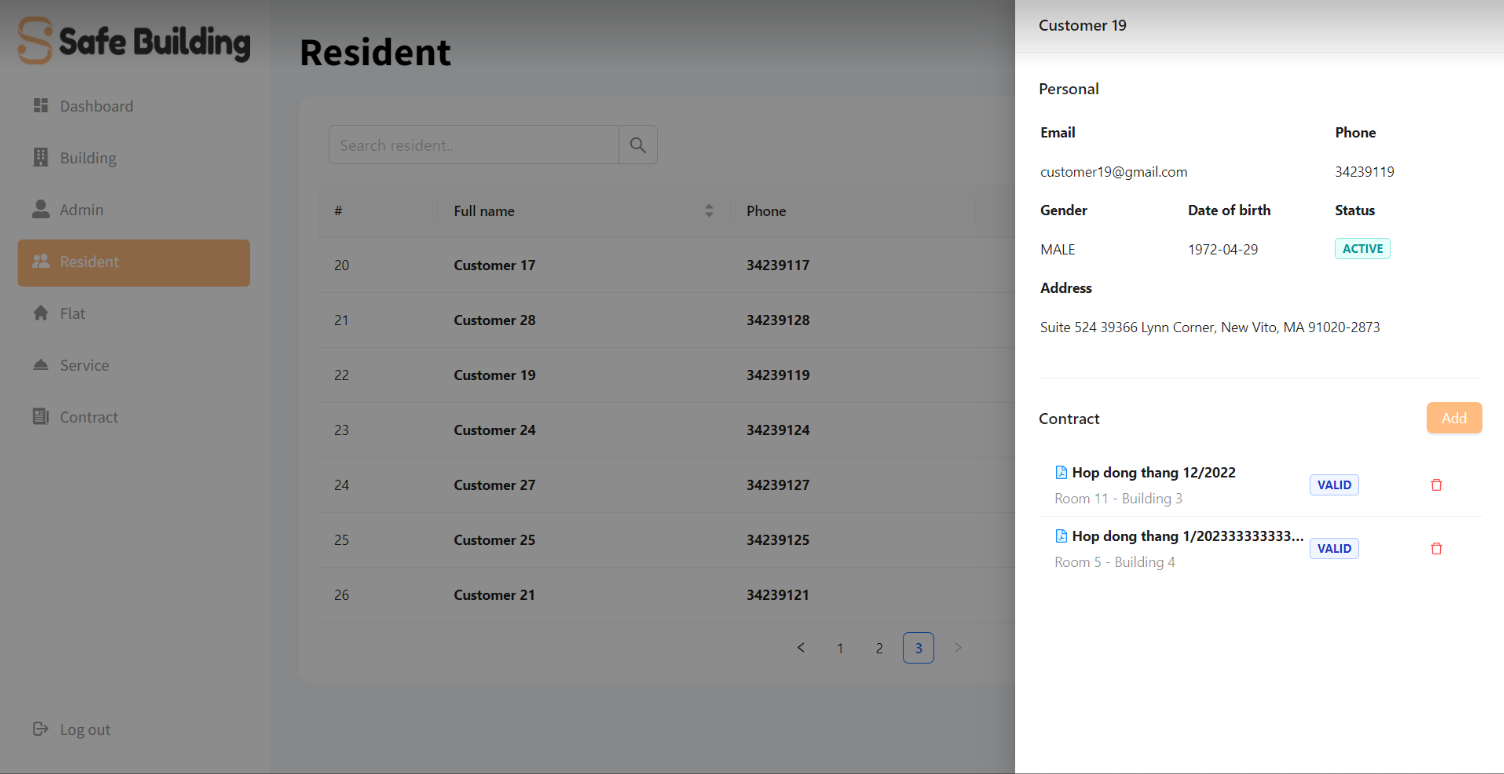 Safe Building
Dashboard
Building
Admin
Resident
Flat
Service
Contract
Log out
Resident
Search resident..
# Full name Phone
20 Customer 17 34239117
21 Customer 28 34239128
22 Customer 19 34239119
23 Customer 24 34239124
24 Customer 27 34239127
25 Customer 25 34239125
26 Customer 21 34239121
< 1 2 3 >
Customer 19
Personal
Email Phone
customer19@gmail.com 34239119
Gender Date of birth Status
MALE 1972-04-29 ACTIVE
Address
Suite 524 39366 Lynn Corner, New Vito, MA 91020-2873
Contract Add
Hop dong thang 12/2022 VALID
Room 11 - Building 3
Hop dong thang 1/202333333333... VALID
Room 5 - Building 4